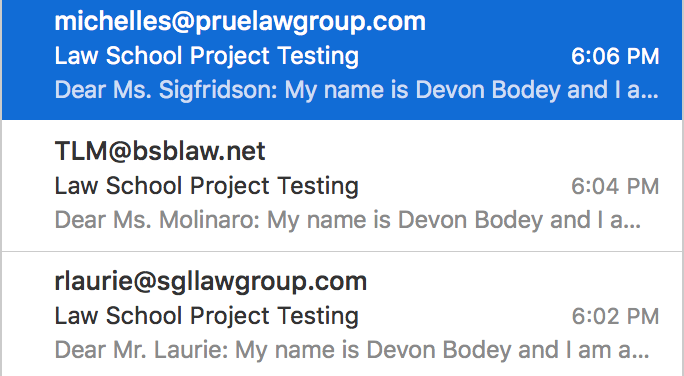 michelles@pruelawgroup.com
Law School Project Testing 6:06 PM
Dear Ms. Sigfridson: My name is Devon Bodey and I a...
TLM@bsblaw.net
Law School Project Testing 6:04 PM
Dear Ms. Molinaro: My name is Devon Bodey and I a...
rlaurie@sgllawgroup.com
Law School Project Testing 6:02 PM
Dear Mr. Laurie: My name is Devon Bodey and I am a...